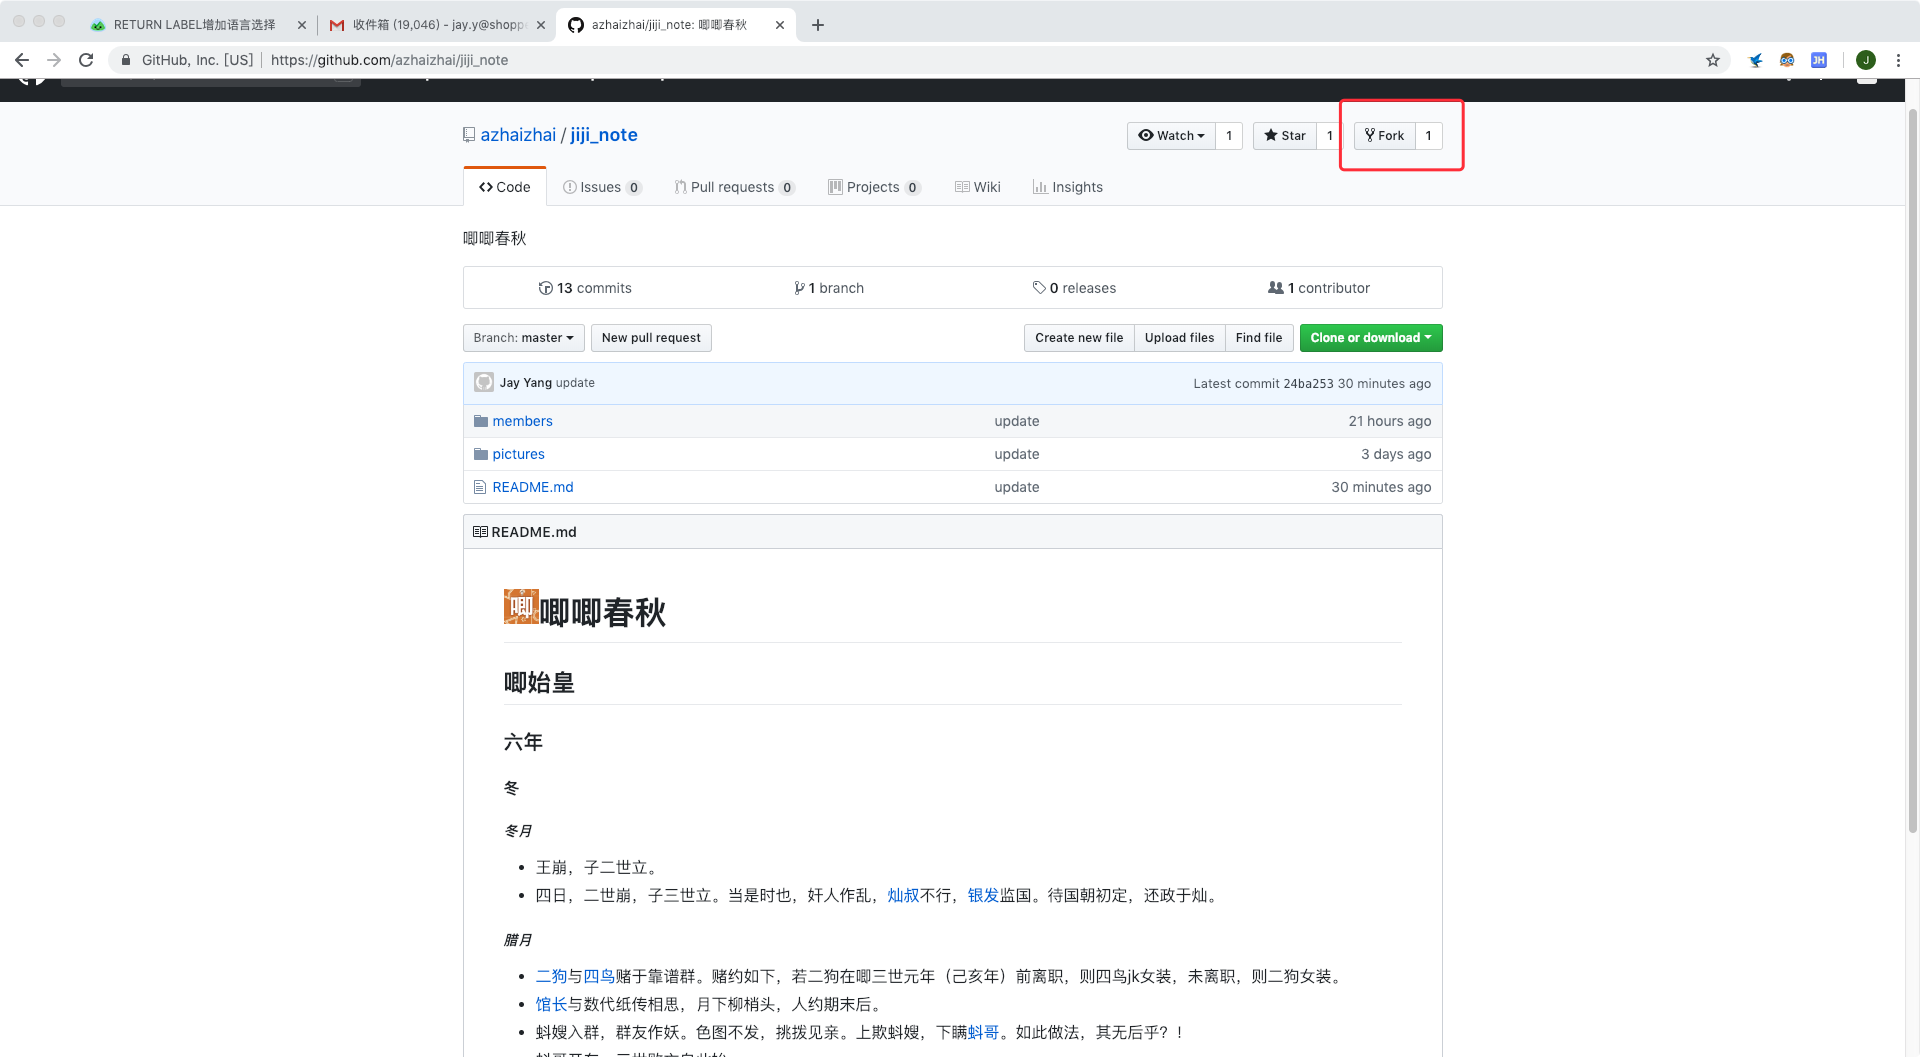 RETURN LABEL增加语言选择
收件箱 (19,046) - jay.y@shoppe
azhaizhai/jiji_note: 唧唧春秋
GitHub, Inc. [US] https://github.com/azhaizhai/jiji_note
JH
J
azhaizhai / jiji_note
Watch 1 Star 1 Fork 1
Code Issues 0 Pull requests 0 Projects 0 Wiki Insights
唧唧春秋
13 commits 1 branch 0 releases 1 contributor
Branch: master New pull request Create new file Upload files Find file Clone or download
Jay Yang update Latest commit 24ba253 30 minutes ago
members update 21 hours ago
pictures update 3 days ago
README.md update 30 minutes ago
README.md
唧唧唧春秋
唧始皇
六年
冬
冬月
王崩，子二世立。
四日，二世崩，子三世立。当是时也，奸人作乱，灿叔不行，银发监国。待国朝初定，还政于灿。
腊月
二狗与四鸟赌于靠谱群。赌约如下，若二狗在唧三世元年（己亥年）前离职，则四鸟jk女装，未离职，则二狗女装。
馆长与数代纸传相思，月下柳梢头，人约期末后。
蚪嫂入群，群友作妖。色图不发，挑拨见亲。上欺蚪嫂，下瞒蚪哥。如此做法，其无后乎？！